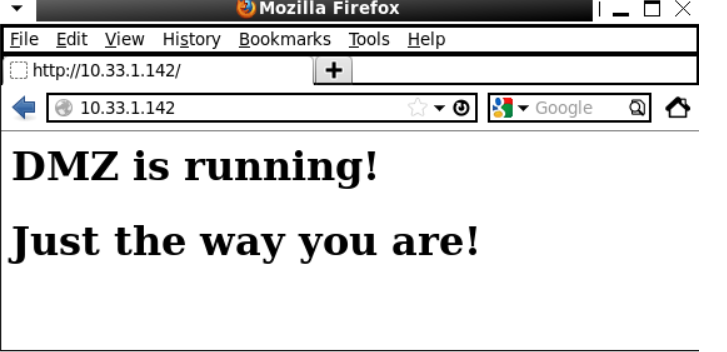 Mozilla Firefox
File Edit View History Bookmarks Tools Help
http://10.33.1.142/
10.33.1.142 Google
DMZ is running!
Just the way you are!